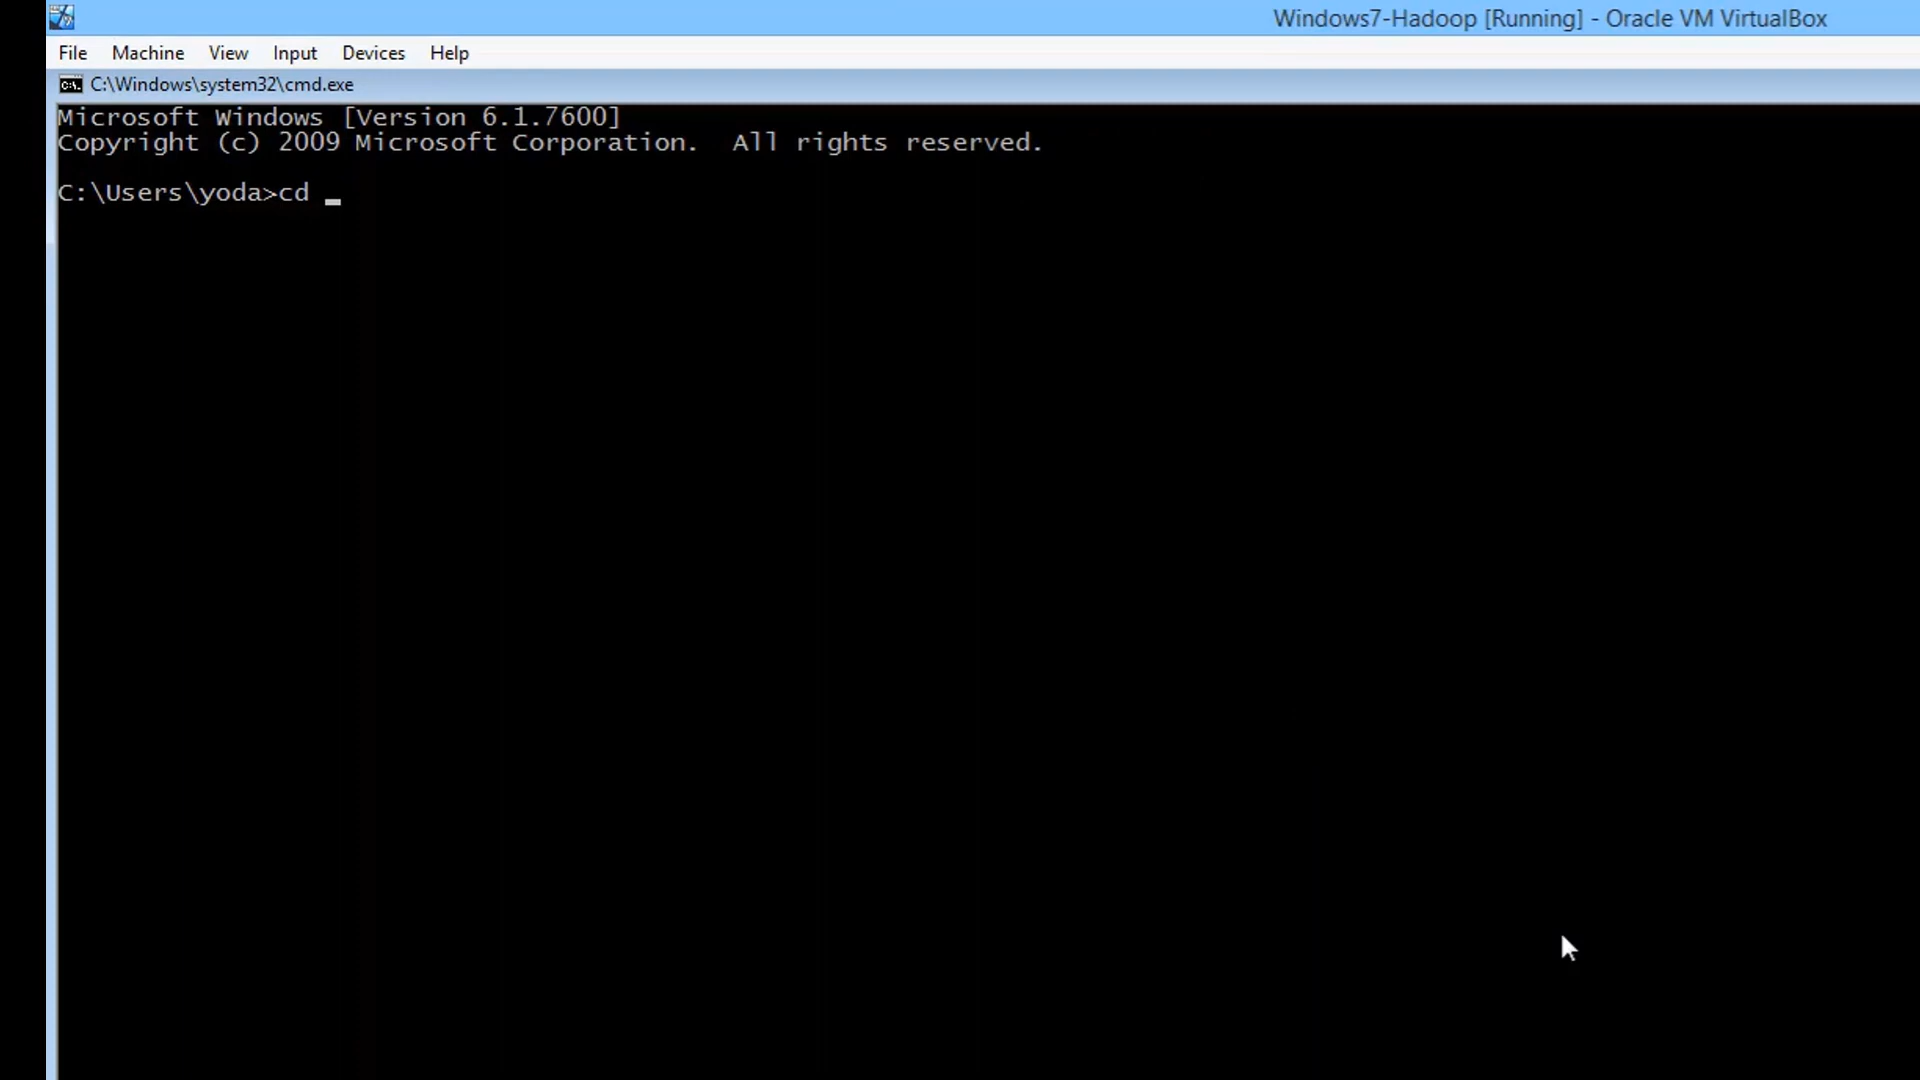 Windows7-Hadoop [Running] - Oracle VM VirtualBox
File Machine View Input Devices Help
C:\Windows\system32\cmd.exe
Microsoft Windows [Version 6.1.7600]
Copyright (c) 2009 Microsoft Corporation.  All rights reserved.
C:\Users\yoda>cd _